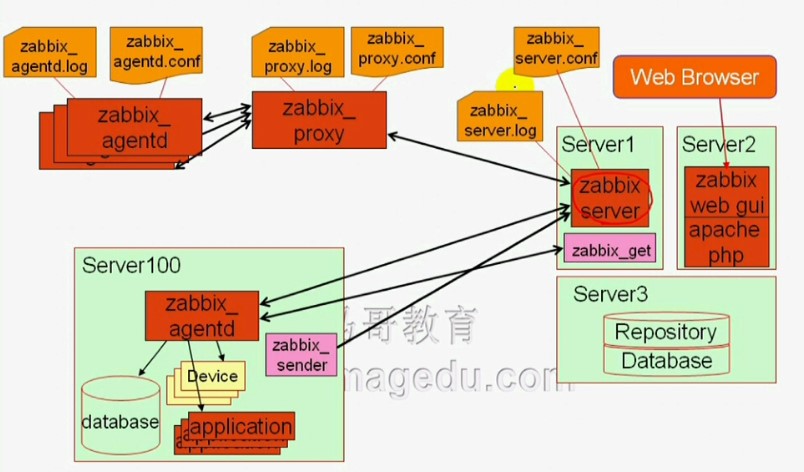 zabbix_
agentd.log
zabbix_
agentd.conf
zabbix_
proxy.log
zabbix_
proxy.conf
zabbix_
server.conf
Web Browser
zabbix_
agentd
zabbix_
proxy
zabbix_
server.log
Server1
zabbix
server
zabbix_get
Server2
zabbix
web gui
apache
php
Server100
zabbix_
agentd
zabbix_
sender
Device
database
application
Server3
Repository
Database
哥教育
magedu.com